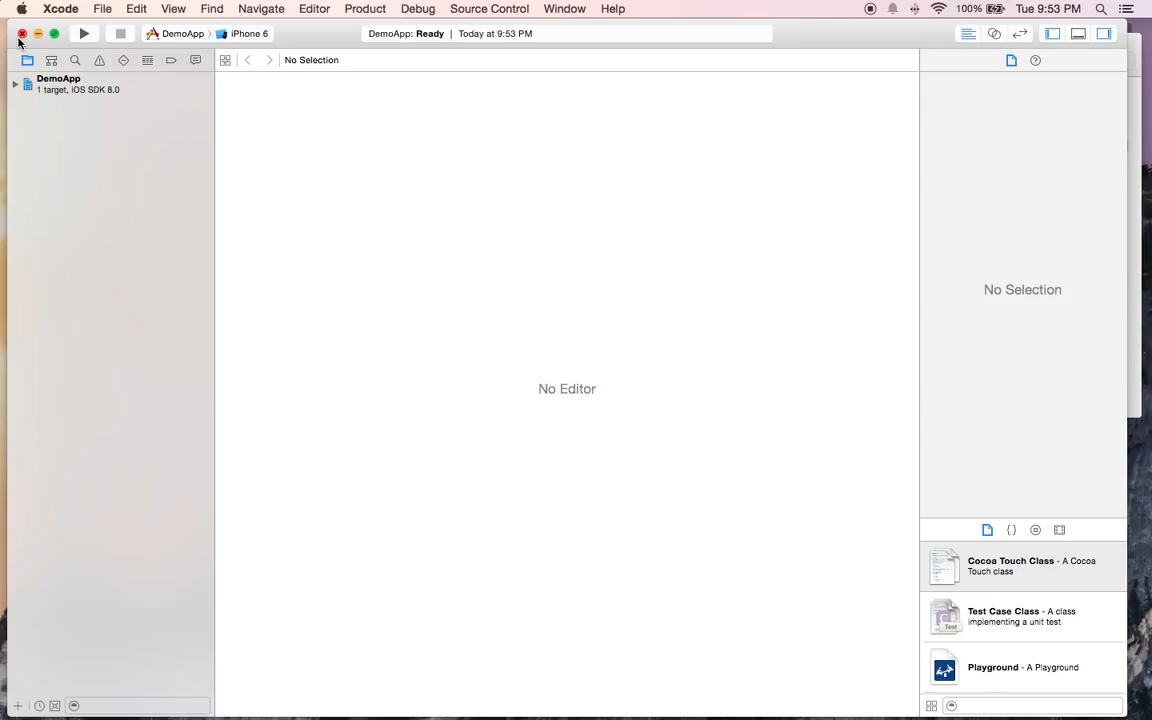 Xcode File Edit View Find Navigate Editor Product Debug Source Control Window Help 100% Tue 9:53 PM
DemoApp iPhone 6 DemoApp: Ready | Today at 9:53 PM
No Selection
DemoApp
1 target, iOS SDK 8.0
No Selection
No Editor
Cocoa Touch Class - A Cocoa
Touch class
Test Case Class - A class
implementing a unit test
Test
Playground - A Playground